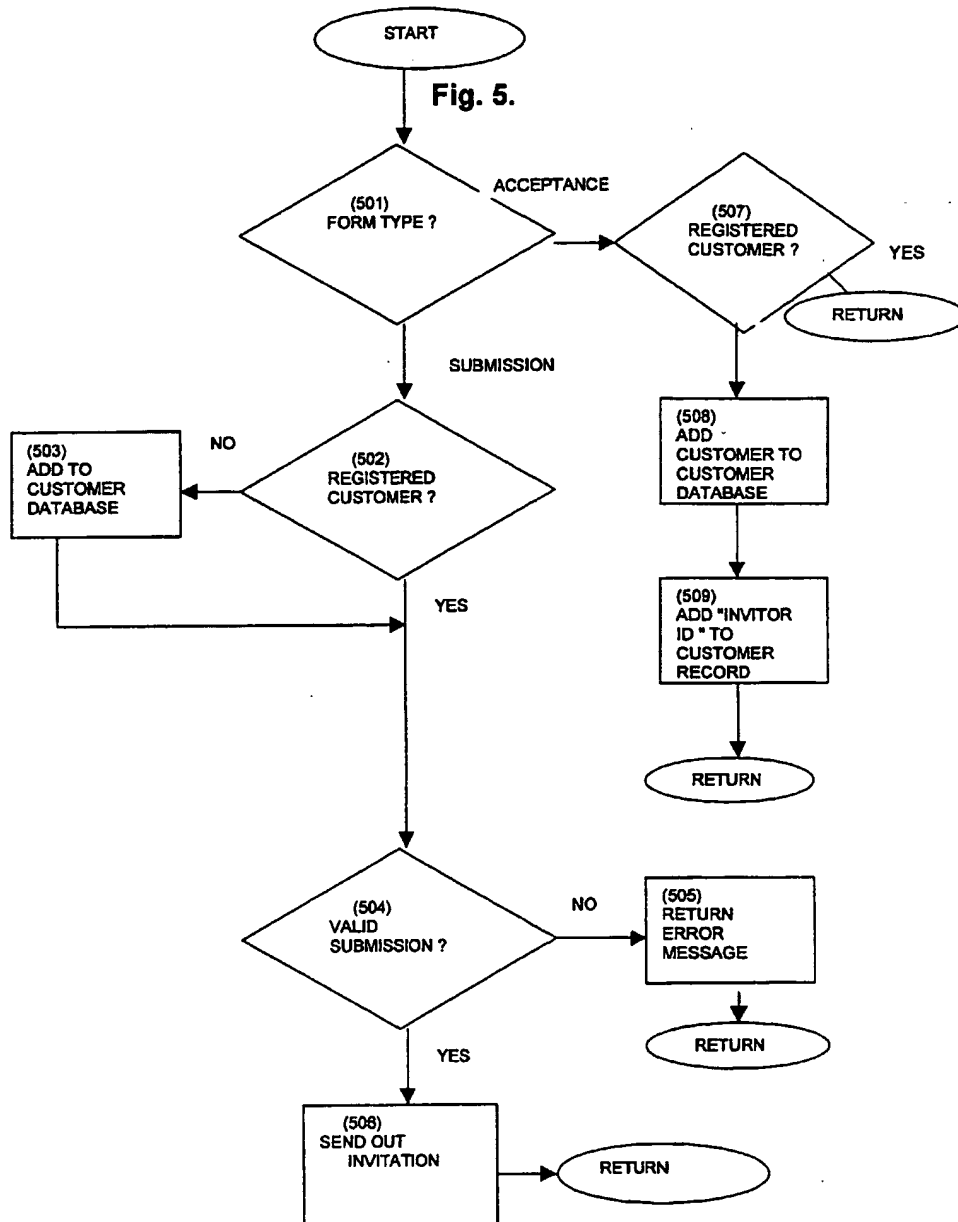 START
Fig. 5.
(501)
FORM TYPE ?
ACCEPTANCE
(507)
REGISTERED
CUSTOMER ?
YES
RETURN
SUBMISSION
(508)
ADD
CUSTOMER TO
CUSTOMER
DATABASE
(503)
ADD TO
CUSTOMER
DATABASE
NO
(502)
REGISTERED
CUSTOMER ?
YES
(509)
ADD "INVITOR
ID " TO
CUSTOMER
RECORD
RETURN
(504)
VALID
SUBMISSION ?
NO
(505)
RETURN
ERROR
MESSAGE
RETURN
YES
(506)
SEND OUT
INVITATION
RETURN